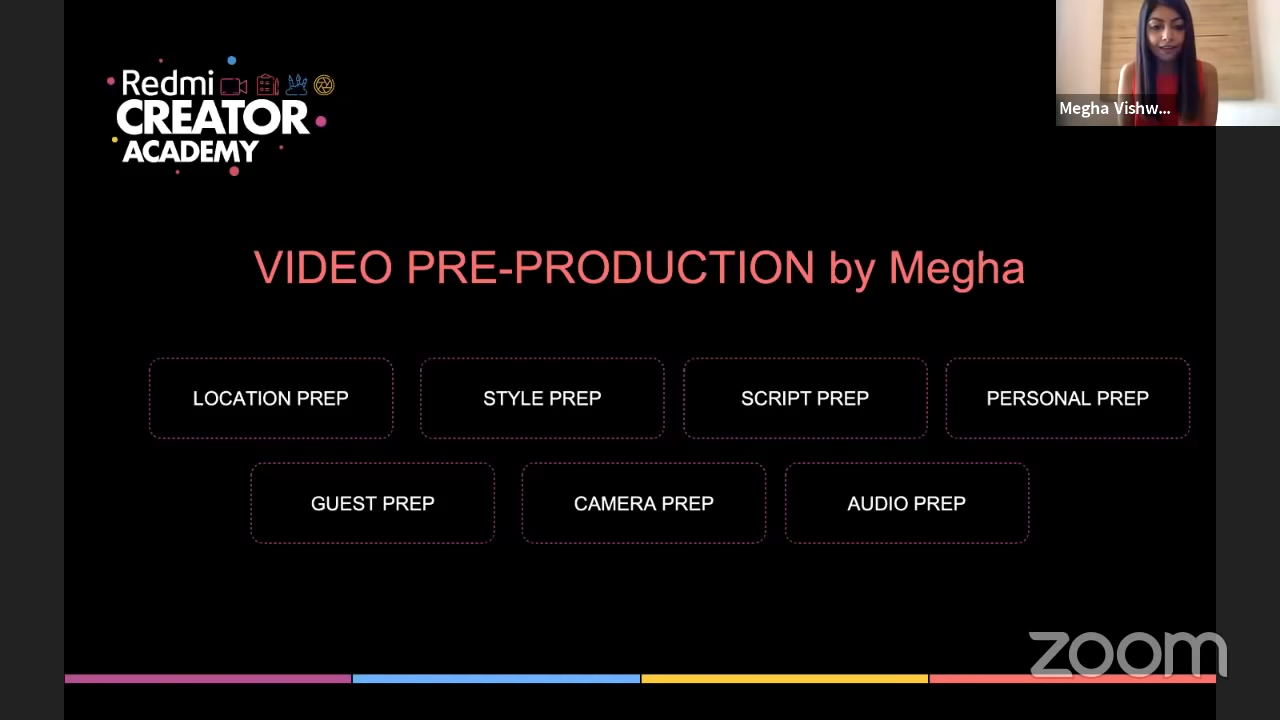 Redmi
CREATOR
ACADEMY
Megha Vishw...
VIDEO PRE-PRODUCTION by Megha
LOCATION PREP
STYLE PREP
SCRIPT PREP
PERSONAL PREP
GUEST PREP
CAMERA PREP
AUDIO PREP
zoom